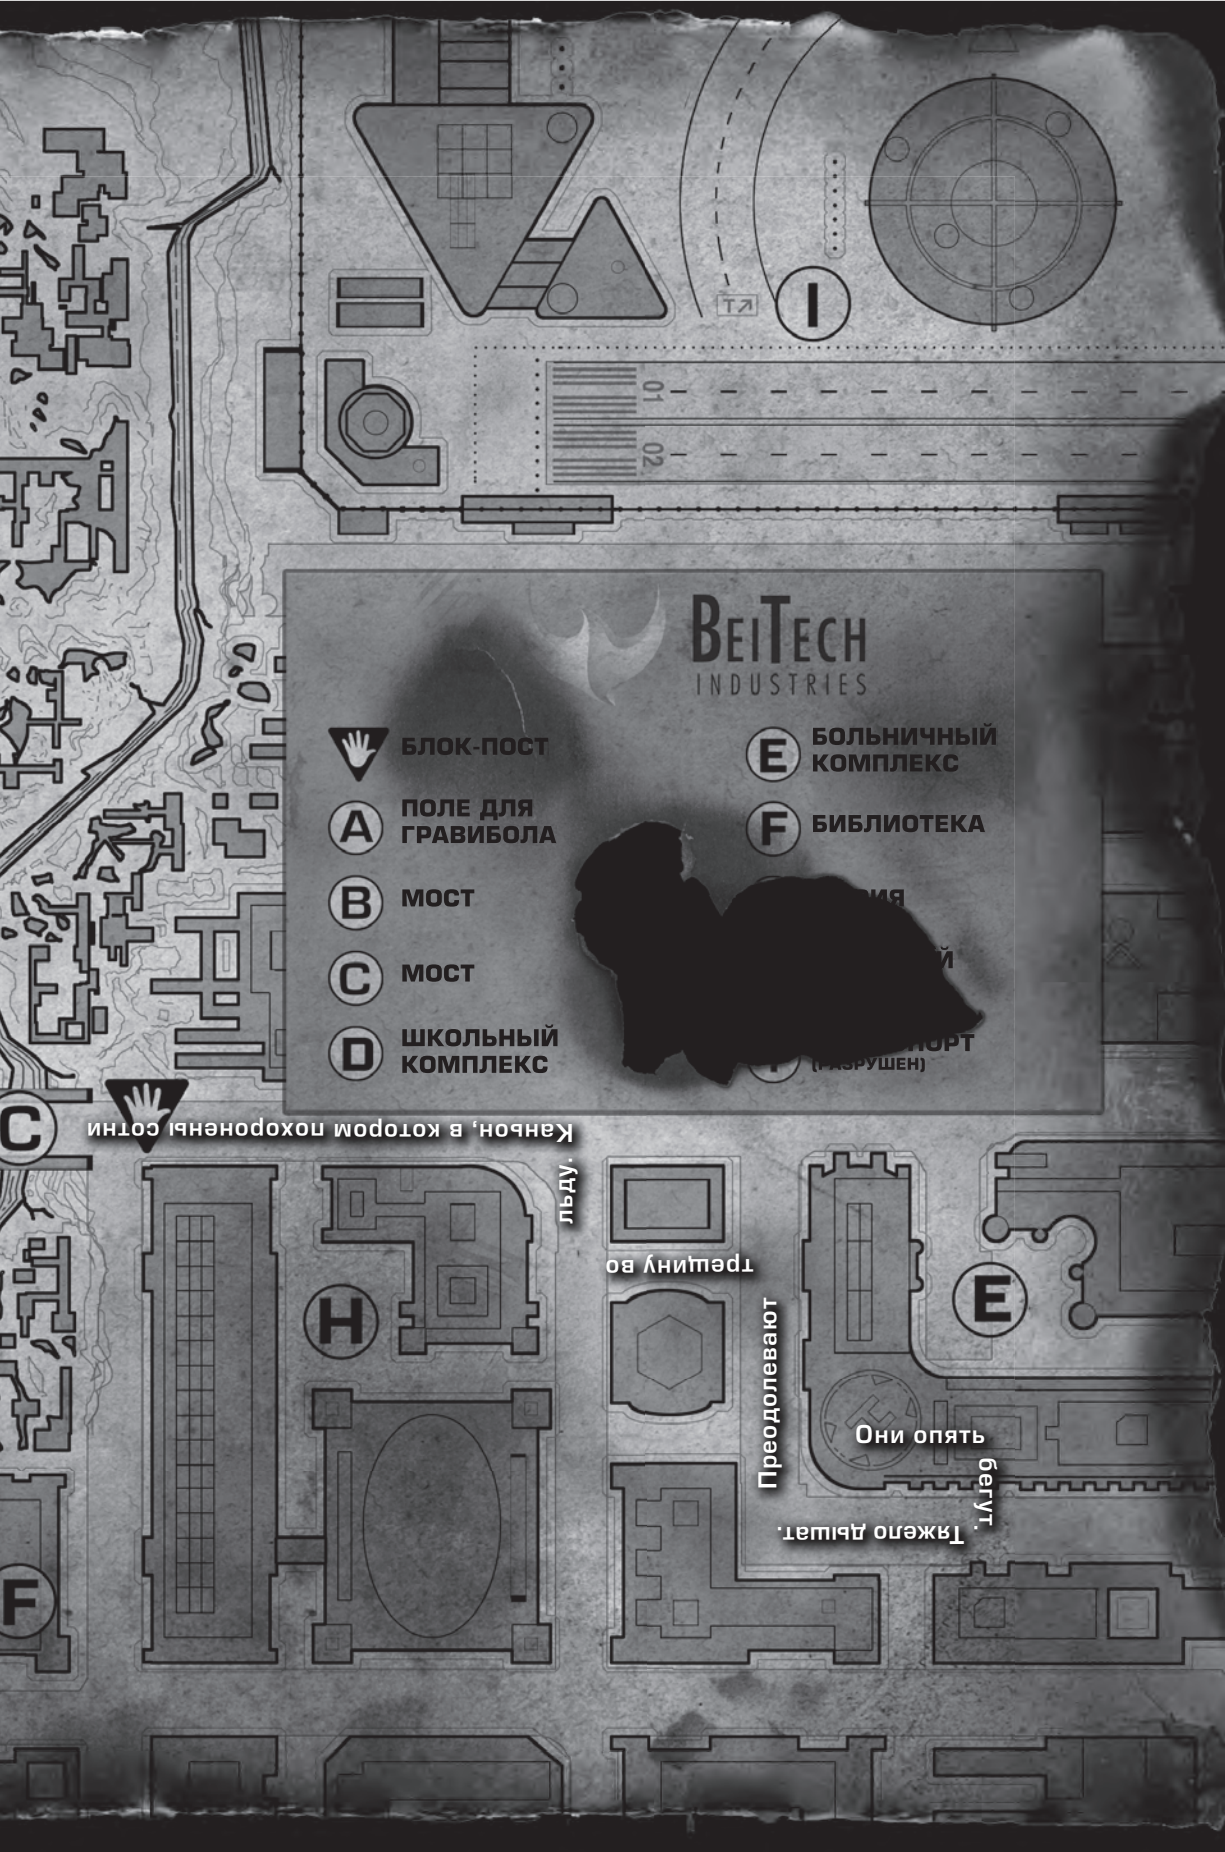 I
T
01
02
BEITECH
INDUSTRIES
БЛОК-ПОСТ
A ПОЛЕ ДЛЯ
ГРАВИБОЛА
B МОСТ
C МОСТ
D ШКОЛЬНЫЙ
КОМПЛЕКС
E БОЛЬНИЧНЫЙ
КОМПЛЕКС
F БИБЛИОТЕКА
(РАЗРУШЕН)
C
H
E
F
Они опять
бегут.
Тяжело дышат.
Преодолевают
трещину во
льду.
Каньон, в котором похоронены сотни